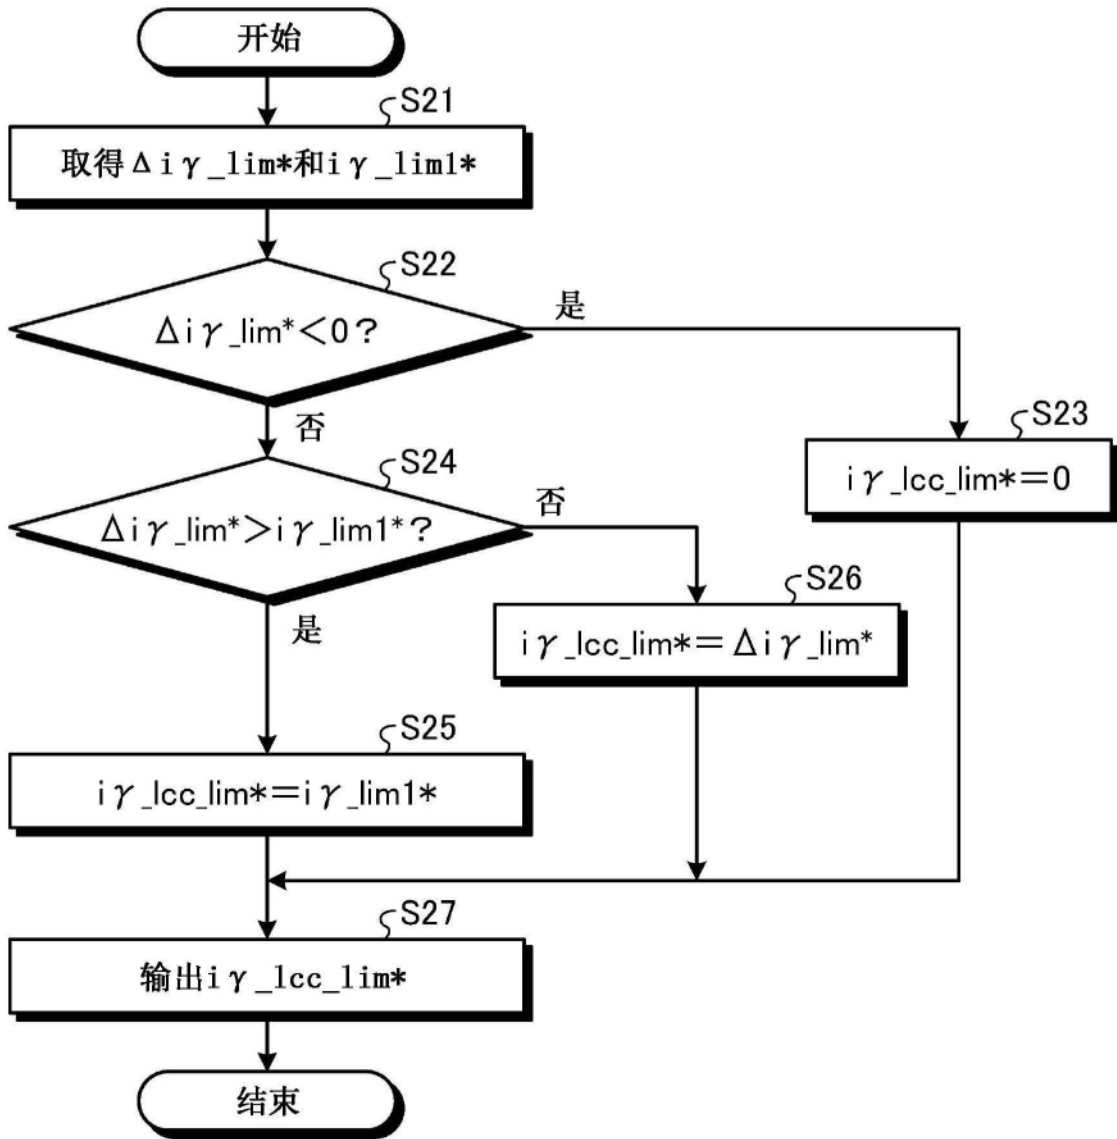 开始
S21
取得Δiγ_lim*和iγ_lim1*
S22
Δiγ_lim*<0?
是
否
S23
iγ_lcc_lim*=0
S24
Δiγ_lim*>iγ_lim1*?
否
是
S26
iγ_lcc_lim*=Δiγ_lim*
S25
iγ_lcc_lim*=iγ_lim1*
S27
输出iγ_lcc_lim*
结束